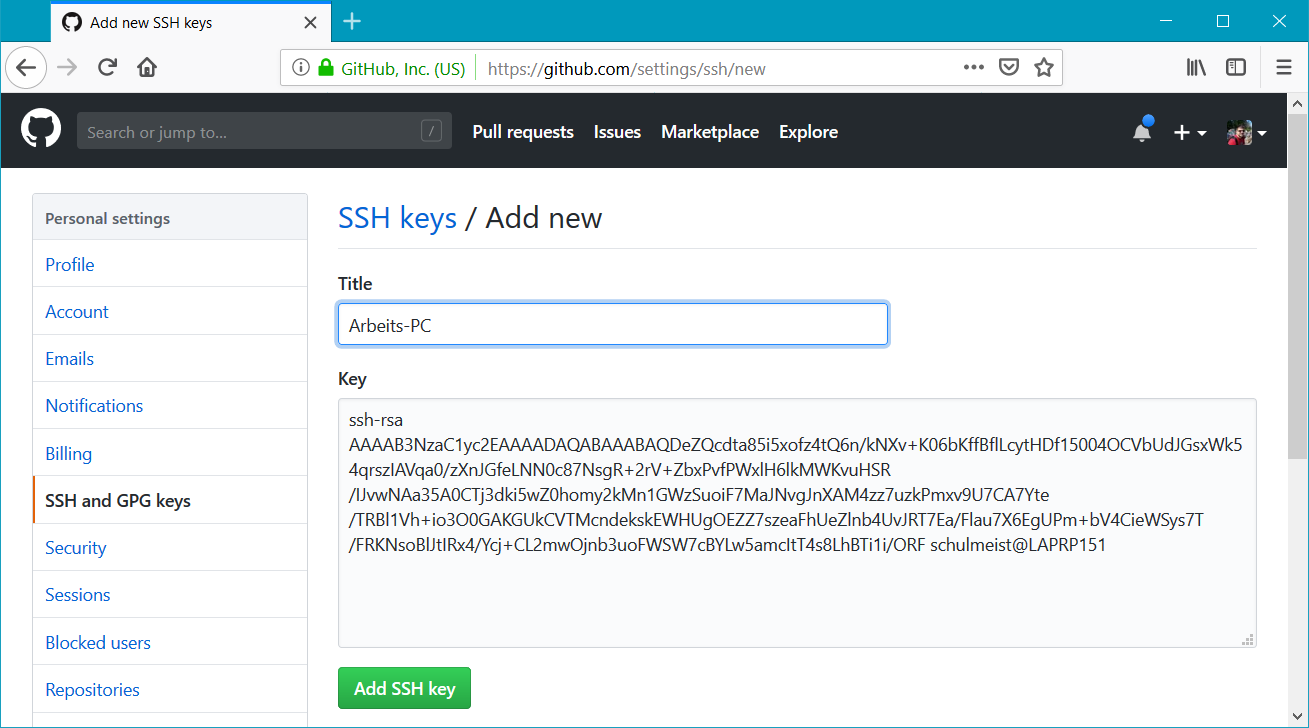 Add new SSH keys
GitHub, Inc. (US) https://github.com/settings/ssh/new
Search or jump to... /
Pull requests Issues Marketplace Explore
Personal settings
Profile
Account
Emails
Notifications
Billing
SSH and GPG keys
Security
Sessions
Blocked users
Repositories
SSH keys / Add new
Title
Arbeits-PC
Key
ssh-rsa
AAAAB3NzaC1yc2EAAAADAQABAAABAQDeZQcdta85i5xofz4tQ6n/kNXv+K06bKffBflLcytHDf15004OCVbUdJGsxWk5
4qrszIAVqa0/zXnJGfeLNN0c87NsgR+2rV+ZbxPvfPWxlH6lkMWKvuHSR
/IJvwNAa35A0CTj3dki5wZ0homy2kMn1GWzSuoiF7MaJNvgJnXAM4zz7uzkPmxv9U7CA7Yte
/TRBl1Vh+io3O0GAKGUkCVTMcndekskEWHUgOEZZ7szeaFhUeZlnb4UvJRT7Ea/Flau7X6EgUPm+bV4CieWSys7T
/FRKNsoBlJtIRx4/Ycj+CL2mwOjnb3uoFWSW7cBYLw5amcItT4s8LhBTi1i/ORF schulmeist@LAPRP151
Add SSH key